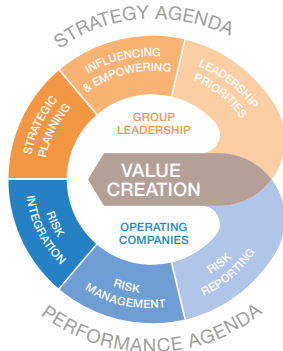 STRATEGY AGENDA
INFLUENCING
& EMPOWERING
LEADERSHIP
PRIORITIES
STRATEGIC
PLANNING
GROUP
LEADERSHIP
VALUE
CREATION
OPERATING
COMPANIES
RISK
INTEGRATION
RISK
MANAGEMENT
RISK
REPORTING
PERFORMANCE AGENDA